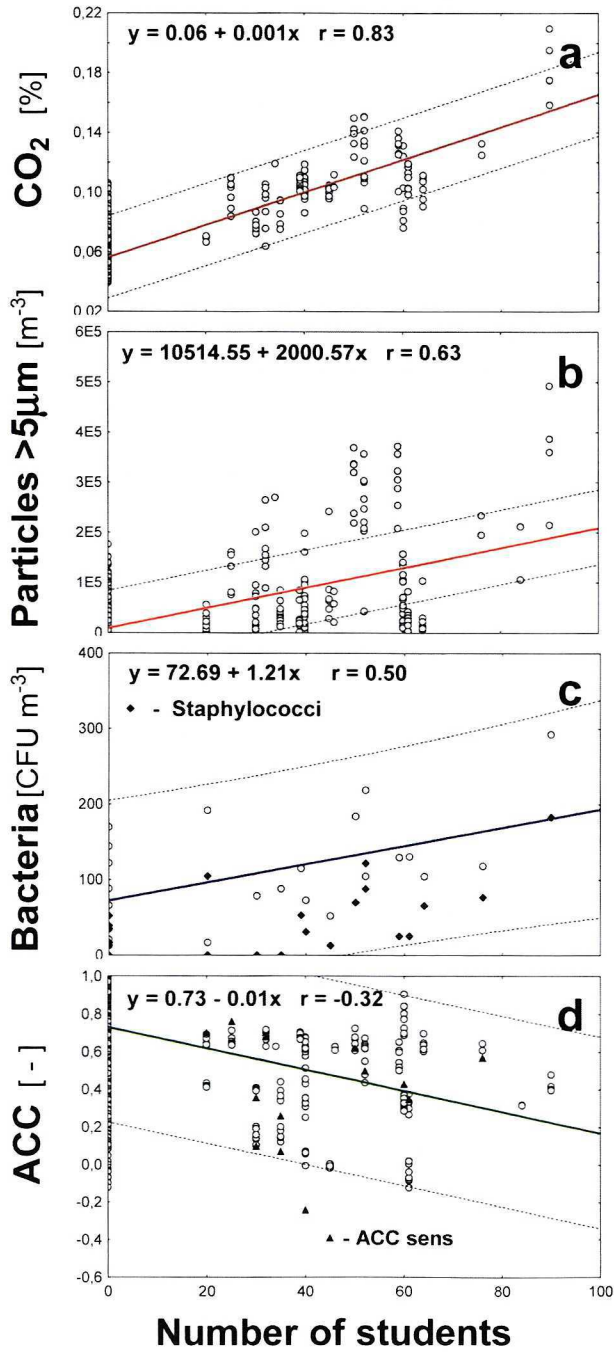 0,22
0,18
0,14
0,10
0,06
0,02
CO2 [%]
y = 0.06 + 0.001x r = 0.83
a
6E5
5E5
4E5
3E5
2E5
1E5
0
Particles >5μm [m-3]
y = 10514.55 + 2000.57x r = 0.63
b
400
300
200
100
0
Bacteria [CFU m-3]
y = 72.69 + 1.21x r = 0.50
c
- Staphylococci
1,0
0,8
0,6
0,4
0,2
0,0
-0,2
-0,4
-0,6
ACC [-]
y = 0.73 - 0.01x r = -0.32
d
- ACC sens
0 20 40 60 80 100
Number of students